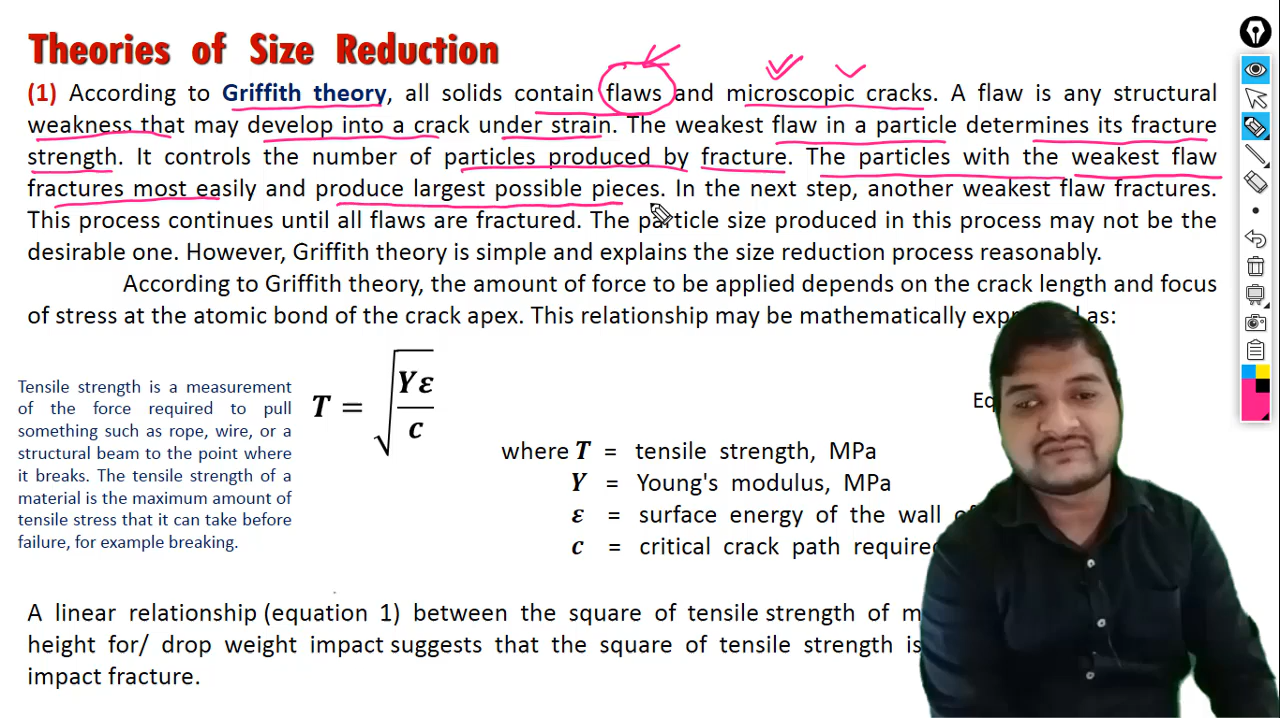 Theories of Size Reduction
(1) According to Griffith theory, all solids contain flaws and microscopic cracks. A flaw is any structural
weakness that may develop into a crack under strain. The weakest flaw in a particle determines its fracture
strength. It controls the number of particles produced by fracture. The particles with the weakest flaw
fractures most easily and produce largest possible pieces. In the next step, another weakest flaw fractures.
This process continues until all flaws are fractured. The particle size produced in this process may not be the
desirable one. However, Griffith theory is simple and explains the size reduction process reasonably.
According to Griffith theory, the amount of force to be applied depends on the crack length and focus
of stress at the atomic bond of the crack apex. This relationship may be mathematically as:
Tensile strength is a measurement
of the force required to pull
something such as rope, wire, or a
structural beam to the point where
it breaks. The tensile strength of a
material is the maximum amount of
tensile stress that it can take before
failure, for example breaking.
T = √(Yε/c)
where T = tensile strength, MPa
Y = Young's modulus, MPa
ε = surface energy of the wall
c = critical crack path
A linear relationship (equation 1) between the square of tensile strength of
height for/ drop weight impact suggests that the square of tensile strength is
impact fracture.